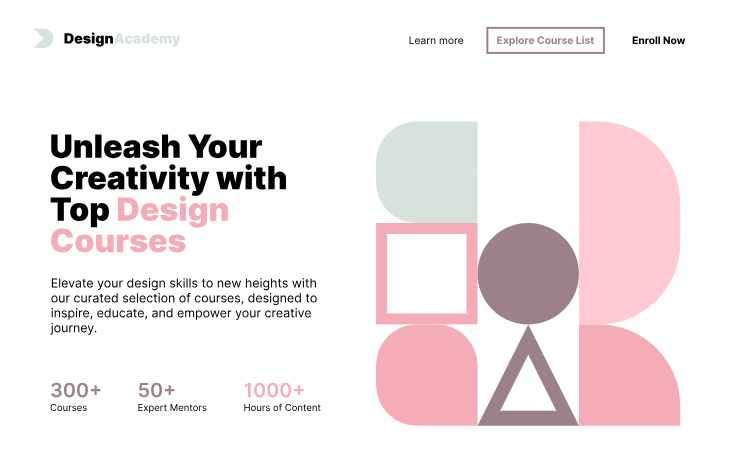 DesignAcademy
Learn more
Explore Course List
Enroll Now
Unleash Your
Creativity with
Top Design
Courses
Elevate your design skills to new heights with
our curated selection of courses, designed to
inspire, educate, and empower your creative
journey.
300+
Courses
50+
Expert Mentors
1000+
Hours of Content